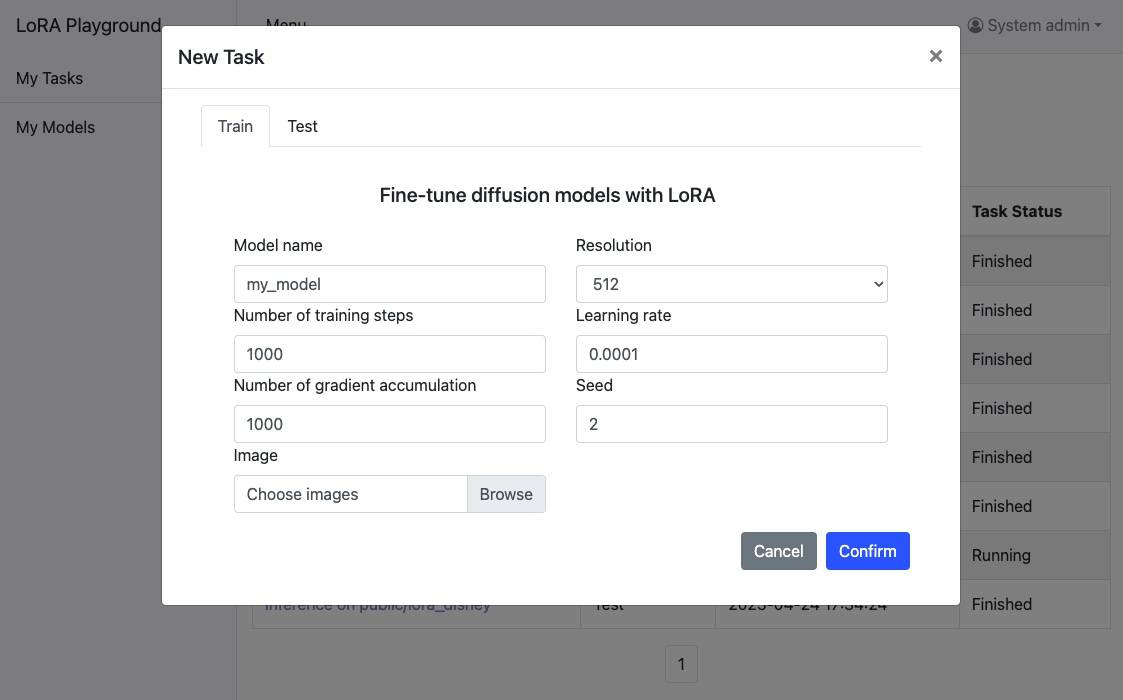 LoRA Playground
Menu
System admin
My Tasks
My Models
New Task
×
Train
Test
Fine-tune diffusion models with LoRA
Model name
Resolution
my_model
512
Number of training steps
Learning rate
1000
0.0001
Number of gradient accumulation
Seed
1000
2
Image
Choose images
Browse
Cancel
Confirm
Task Status
Finished
Finished
Finished
Finished
Finished
Finished
Running
Inference on public/lora_disney
Test
2023-04-24 17:34:24
Finished
1